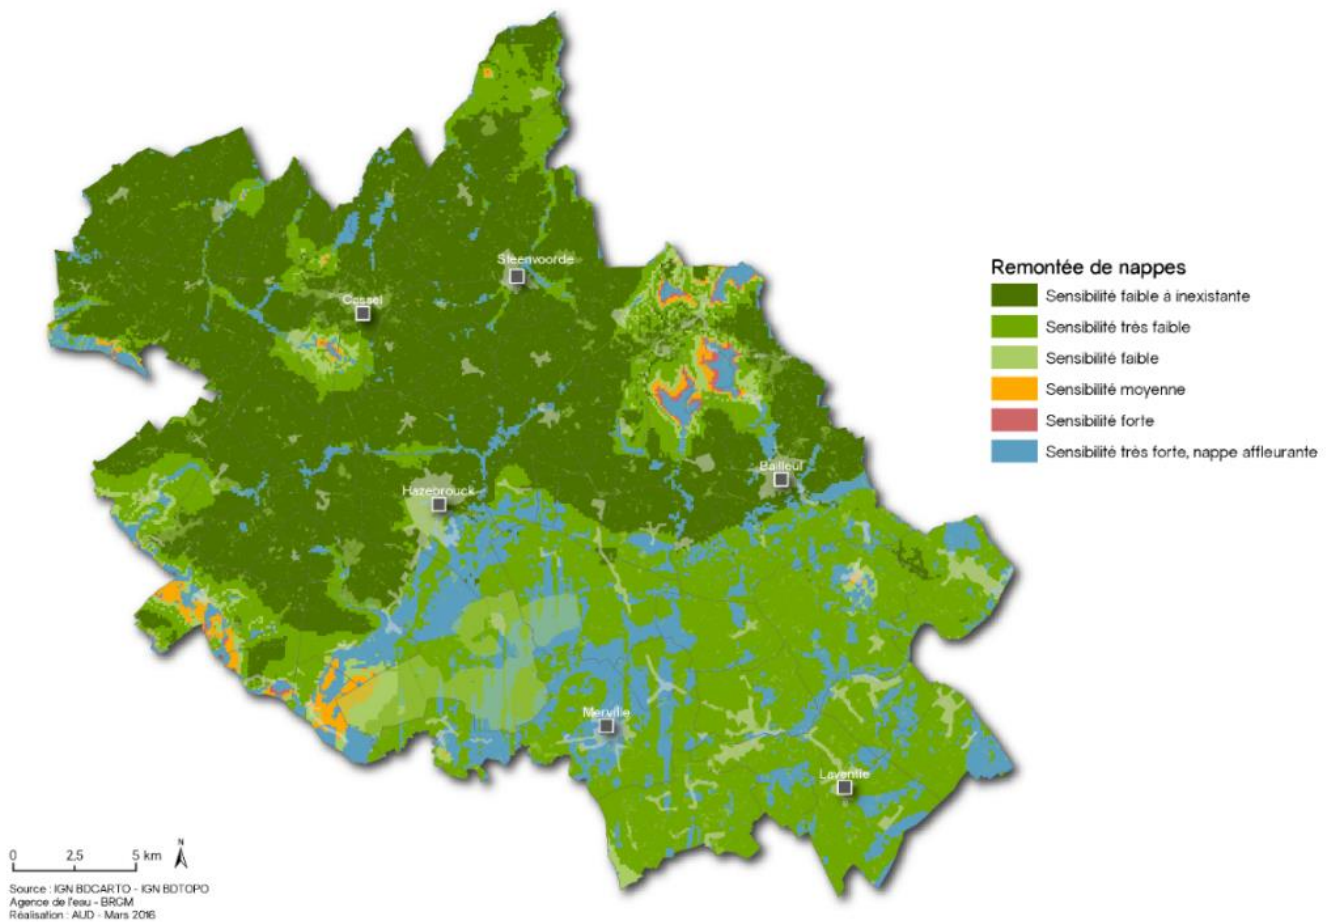 Steenvoorde
Cassel
Remontée de nappes
Sensibilité faible à inexistante
Sensibilité très faible
Sensibilité faible
Sensibilité moyenne
Sensibilité forte
Sensibilité très forte, nappe affleurante
Bailleul
Hazebrouck
Merville
Laventie
0 2.5 5 km
N
Source : IGN BDCARTO - IGN BDTOPO
Agence de l'eau - BRGM
Réalisation : AUD - Mars 2016